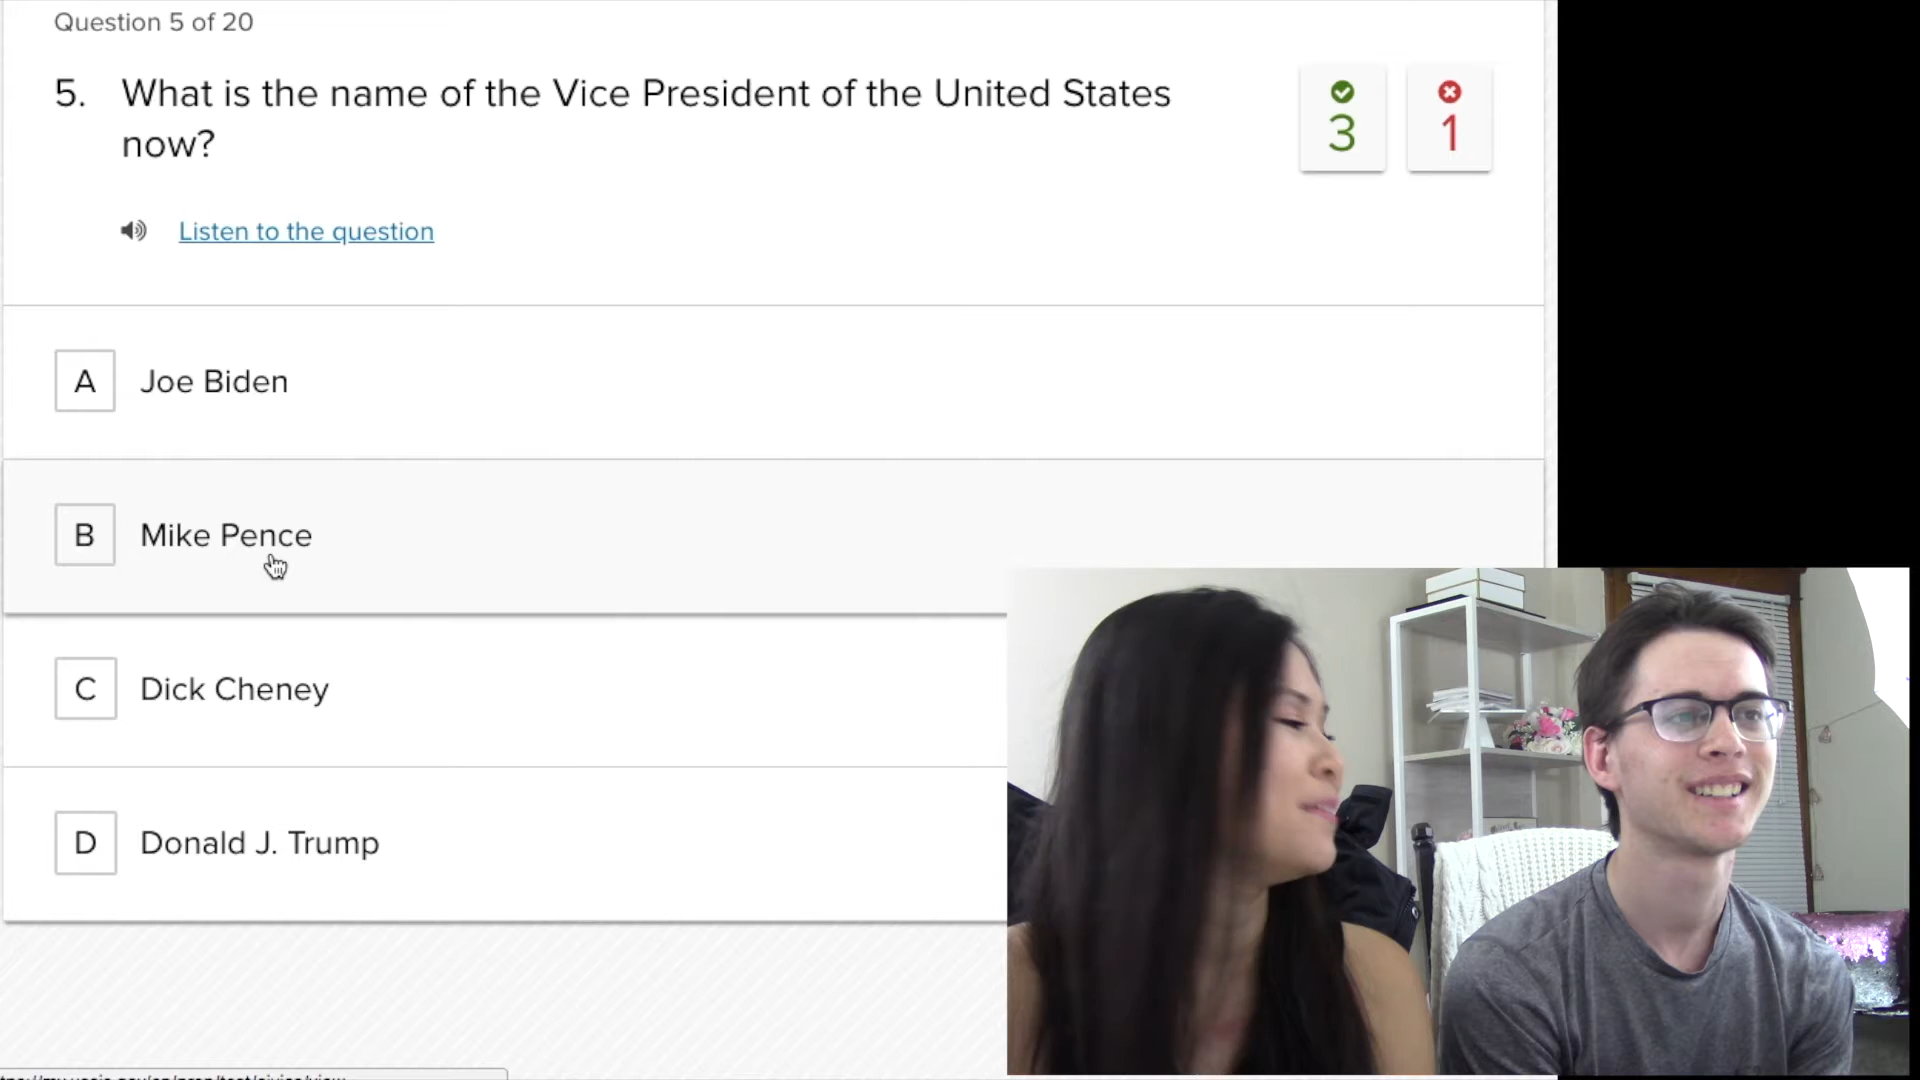 Question 5 of 20
5. What is the name of the Vice President of the United States
now?
3
1
Listen to the question
A Joe Biden
B Mike Pence
C Dick Cheney
D Donald J. Trump